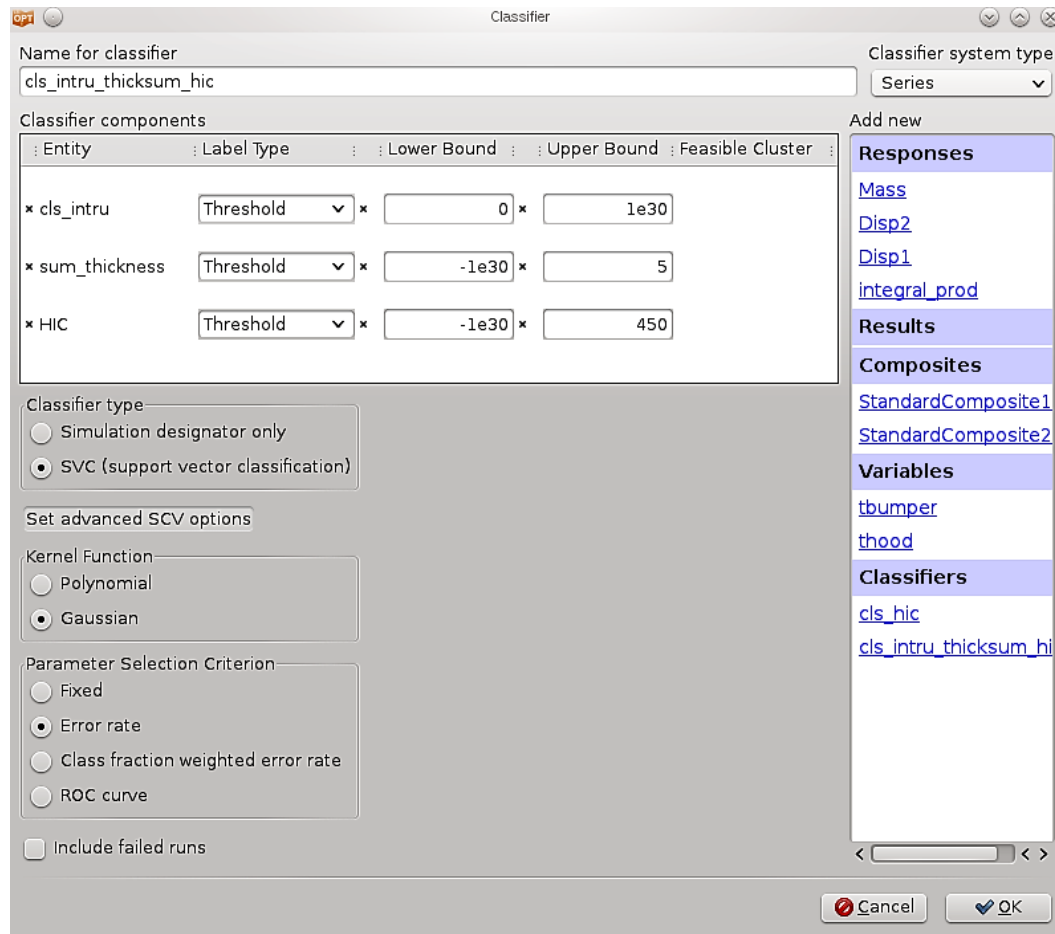 OPT Classifier
Name for classifier Classifier system type
cls_intru_thicksum_hic Series
Classifier components Add new
Entity Label Type Lower Bound Upper Bound Feasible Cluster
cls_intru Threshold 0 1e30
sum_thickness Threshold -1e30 5
HIC Threshold -1e30 450
Responses
Mass
Disp2
Disp1
integral_prod
Results
Composites
StandardComposite1
StandardComposite2
Variables
tbumper
thood
Classifiers
cls_hic
cls_intru_thicksum_hi
Classifier type
Simulation designator only
SVC (support vector classification)
Set advanced SCV options
Kernel Function
Polynomial
Gaussian
Parameter Selection Criterion
Fixed
Error rate
Class fraction weighted error rate
ROC curve
Include failed runs
Cancel OK